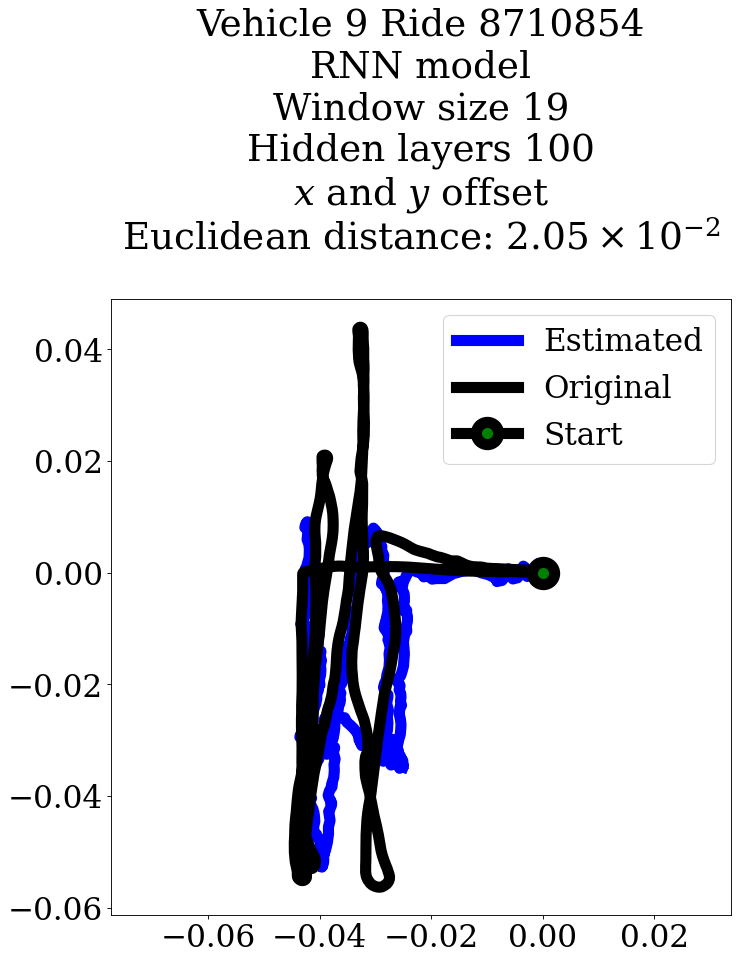 Vehicle 9 Ride 8710854
RNN model
Window size 19
Hidden layers 100
x and y offset
Euclidean distance: 2.05 × 10⁻²
Estimated
Original
Start
0.04
0.02
0.00
−0.02
−0.04
−0.06
−0.06 −0.04 −0.02 0.00 0.02